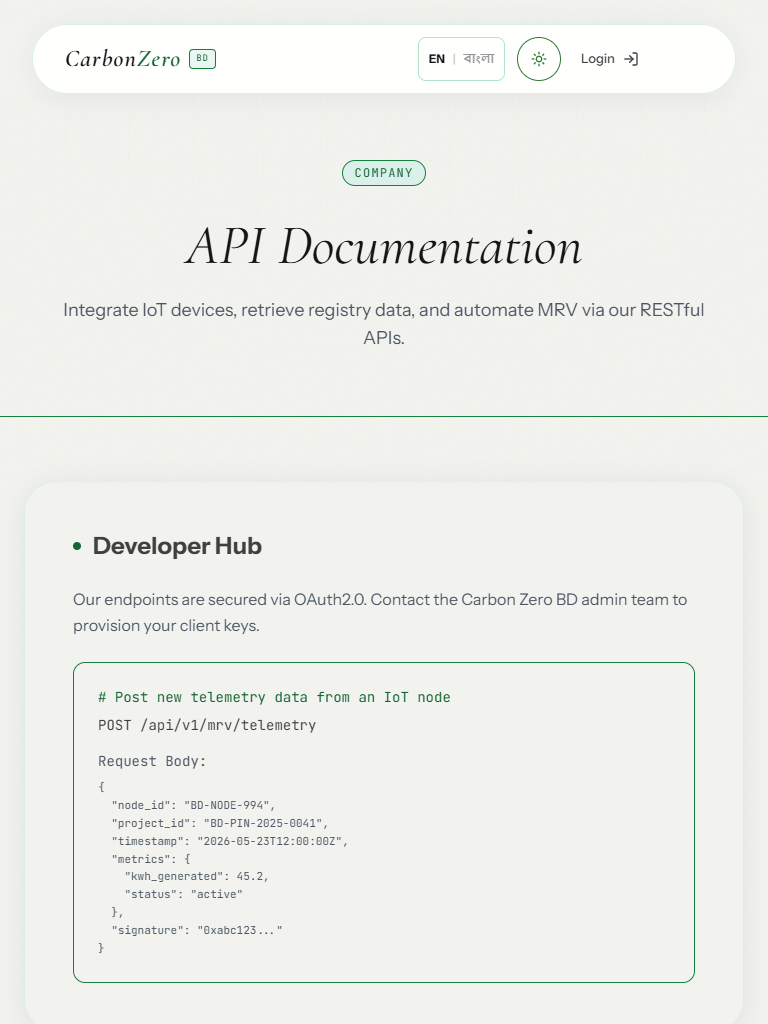 CarbonZero BD
EN | বাংলা
Login
COMPANY
API Documentation
Integrate IoT devices, retrieve registry data, and automate MRV via our RESTful
APIs.
Developer Hub
Our endpoints are secured via OAuth2.0. Contact the Carbon Zero BD admin team to
provision your client keys.
# Post new telemetry data from an IoT node
POST /api/v1/mrv/telemetry
Request Body:
{
  "node_id": "BD-NODE-994",
  "project_id": "BD-PIN-2025-0041",
  "timestamp": "2026-05-23T12:00:00Z",
  "metrics": {
    "kwh_generated": 45.2,
    "status": "active"
  },
  "signature": "0xabc123..."
}